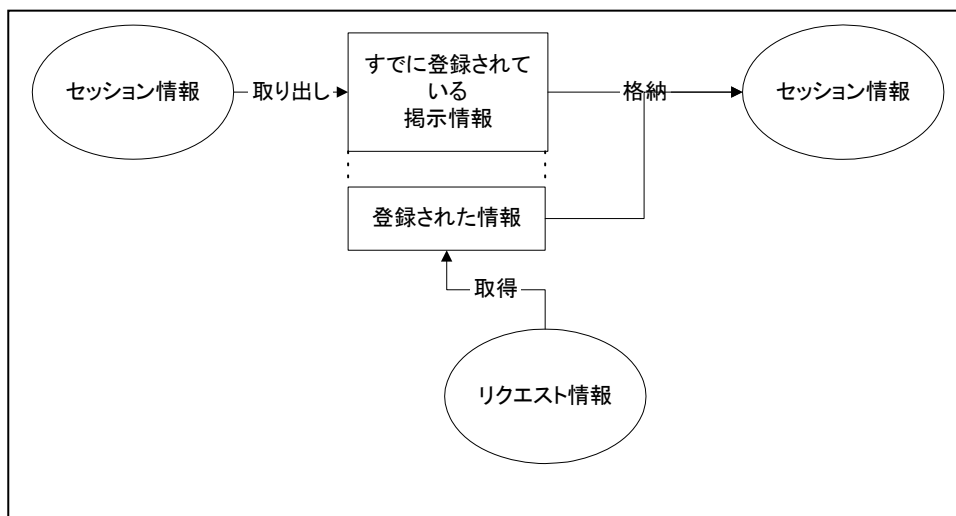 セッション情報
取り出し
すでに登録されて
いる
掲示情報
格納
セッション情報
登録された情報
取得
リクエスト情報